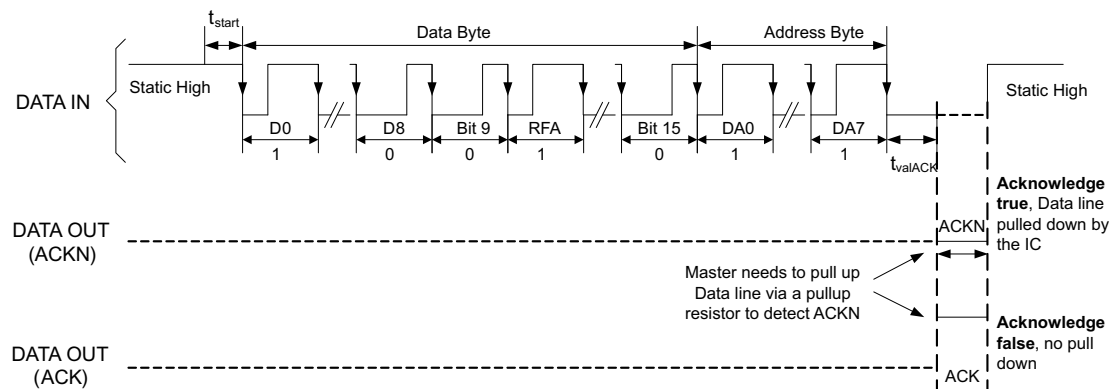 tstart
Data Byte
Address Byte
DATA IN
Static High
Static High
D0
D8
Bit 9
RFA
Bit 15
DA0
DA7
1
0
0
1
0
1
1
tvalACK
DATA OUT
(ACKN)
ACKN
Acknowledge
true, Data line
pulled down by
the IC
Master needs to pull up
Data line via a pullup
resistor to detect ACKN
DATA OUT
(ACK)
ACK
Acknowledge
false, no pull
down